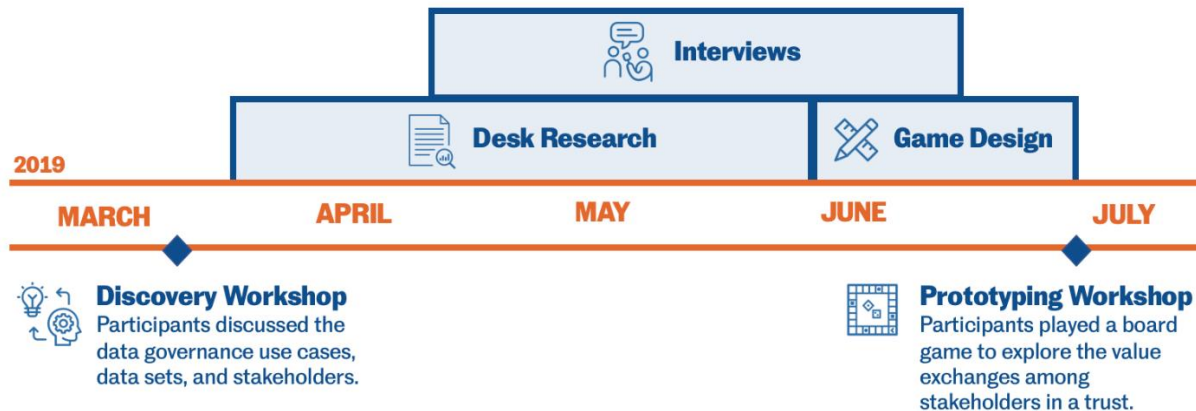 Interviews
Desk Research
Game Design
2019
MARCH
APRIL
MAY
JUNE
JULY
Discovery Workshop
Participants discussed the
data governance use cases,
data sets, and stakeholders.
Prototyping Workshop
Participants played a board
game to explore the value
exchanges among
stakeholders in a trust.